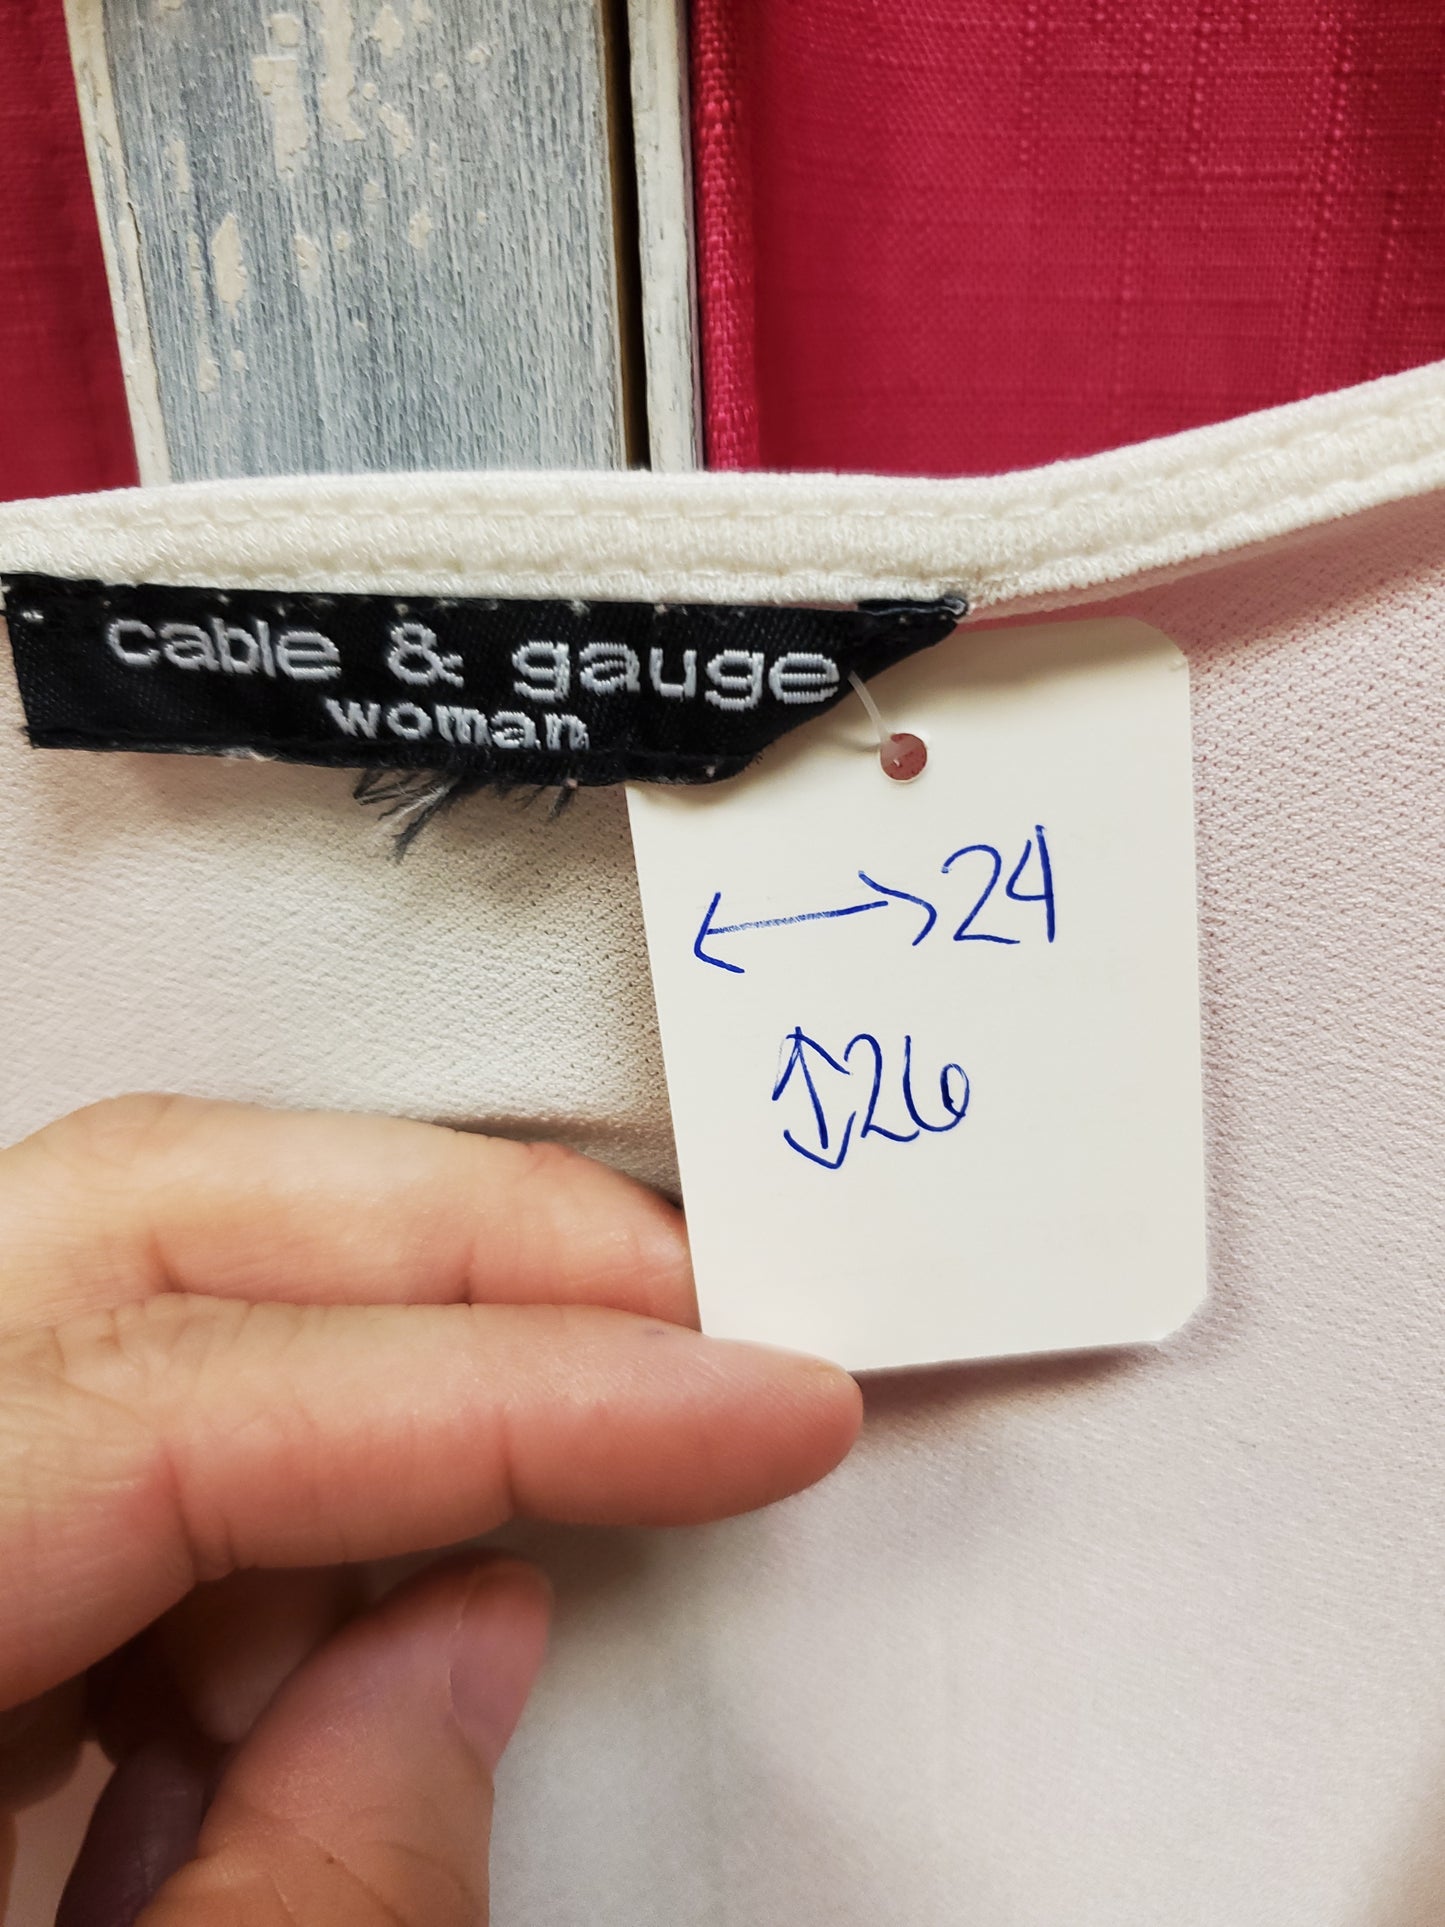 cable & gauge
woman
↔ 24
↕ 26